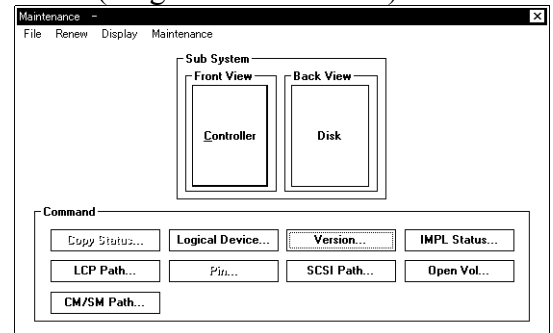 Maintenance - x
File Renew Display Maintenance
Sub System
Front View Back View
Controller Disk
Command
Copy Status... Logical Device... Version... IMPL Status...
LCP Path... Pin... SCSI Path... Open Vol...
CM/SM Path...